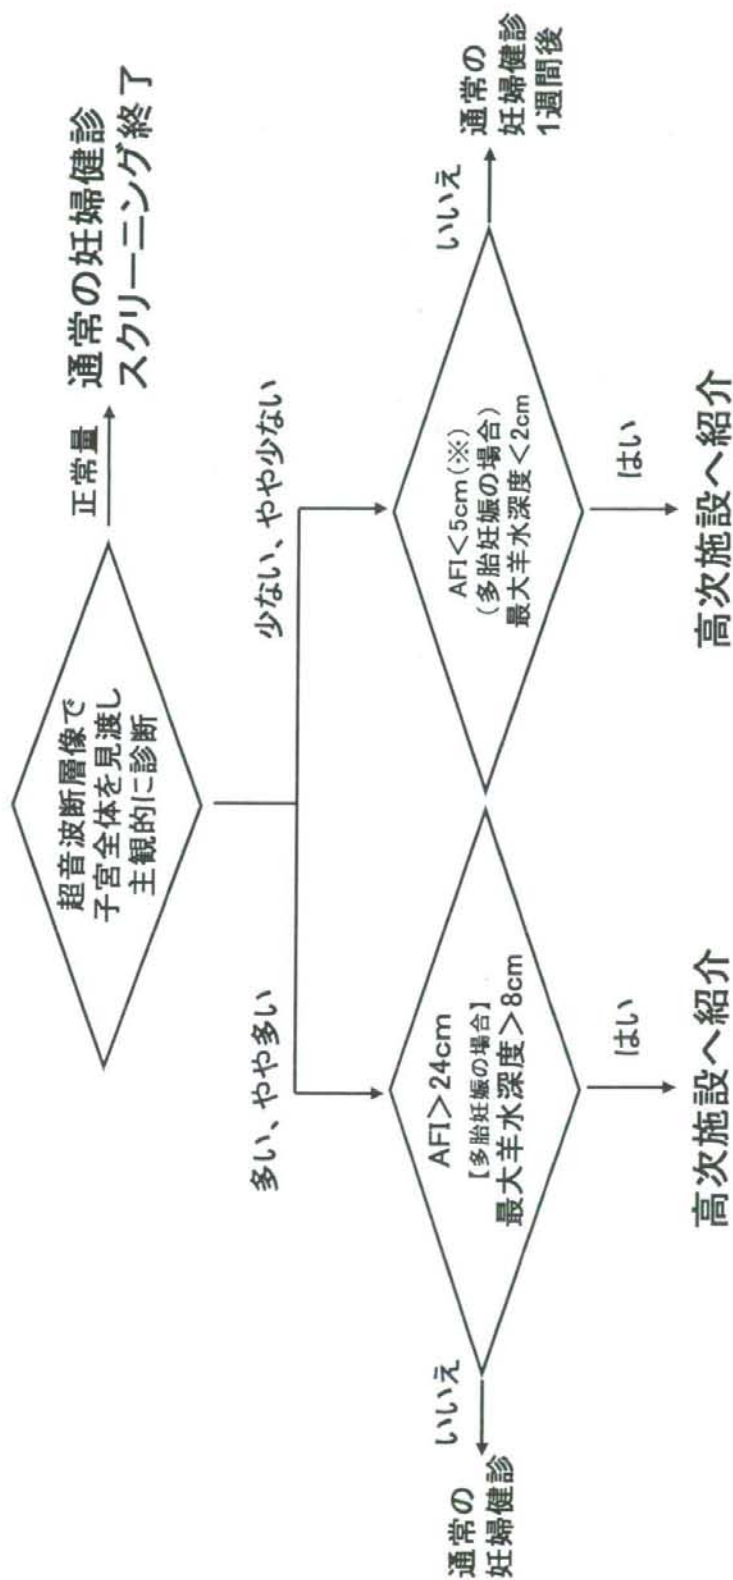 超音波断層像で
子宮全体を見渡し
主観的に診断
正常量
通常の妊婦健診
スクリーニング終了
多い、やや多い
少ない、やや少ない
AFI>24cm
【多胎妊娠の場合】
最大羊水深度>8cm
いいえ
通常の
妊婦健診
はい
高次施設へ紹介
AFI<5cm(※)
(多胎妊娠の場合)
最大羊水深度<2cm
いいえ
通常の
妊婦健診
1週間後
はい
高次施設へ紹介